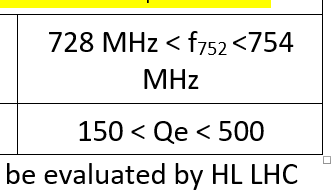 728 MHz < f752 <754
MHz
150 < Qe < 500
be evaluated by HL LHC